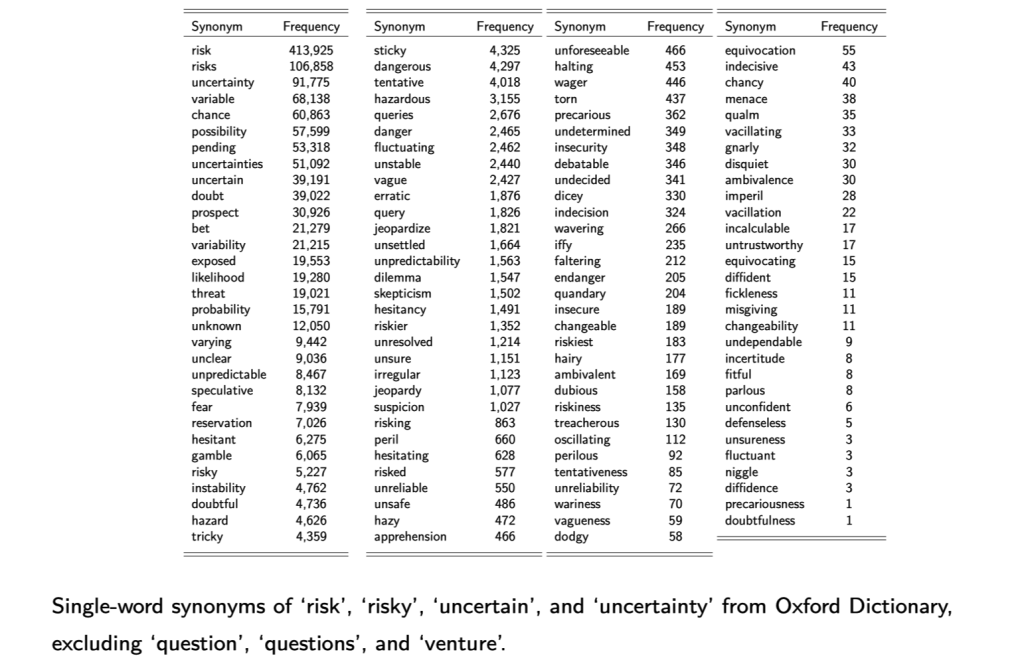 Synonym Frequency Synonym Frequency Synonym Frequency Synonym Frequency
risk 413,925 sticky 4,325 unforeseeable 466 equivocation 55
risks 106,858 dangerous 4,297 halting 453 indecisive 43
uncertainty 91,775 tentative 4,018 wager 446 chancy 40
variable 68,138 hazardous 3,155 torn 437 menace 38
chance 60,863 queries 2,676 precarious 362 qualm 35
possibility 57,599 danger 2,465 undetermined 349 vacillating 33
pending 53,318 fluctuating 2,462 insecurity 348 gnarly 32
uncertainties 51,092 unstable 2,440 debatable 346 disquiet 30
uncertain 39,191 vague 2,427 undecided 341 ambivalence 30
doubt 39,022 erratic 1,876 dicey 330 imperil 28
prospect 30,926 query 1,826 indecision 324 vacillation 22
bet 21,279 jeopardize 1,821 wavering 266 incalculable 17
variability 21,215 unsettled 1,664 iffy 235 untrustworthy 17
exposed 19,553 unpredictability 1,563 faltering 212 equivocating 15
likelihood 19,280 dilemma 1,547 endanger 205 diffident 15
threat 19,021 skepticism 1,502 quandary 204 fickleness 11
probability 15,791 hesitancy 1,491 insecure 189 misgiving 11
unknown 12,050 riskier 1,352 changeable 189 changeability 11
varying 9,442 unresolved 1,214 riskiest 183 undependable 9
unclear 9,036 unsure 1,151 hairy 177 incertitude 8
unpredictable 8,467 irregular 1,123 ambivalent 169 fitful 8
speculative 8,132 jeopardy 1,077 dubious 158 parlous 8
fear 7,939 suspicion 1,027 riskiness 135 unconfident 6
reservation 7,026 risking 863 treacherous 130 defenseless 5
hesitant 6,275 peril 660 oscillating 112 unsureness 3
gamble 6,065 hesitating 628 perilous 92 fluctuant 3
risky 5,227 risked 577 tentativeness 85 niggle 3
instability 4,762 unreliable 550 unreliability 72 diffidence 3
doubtful 4,736 unsafe 486 wariness 70 precariousness 1
hazard 4,626 hazy 472 vagueness 59 doubtfulness 1
tricky 4,359 apprehension 466 dodgy 58
Single-word synonyms of ‘risk’, ‘risky’, ‘uncertain’, and ‘uncertainty’ from Oxford Dictionary,
excluding ‘question’, ‘questions’, and ‘venture’.